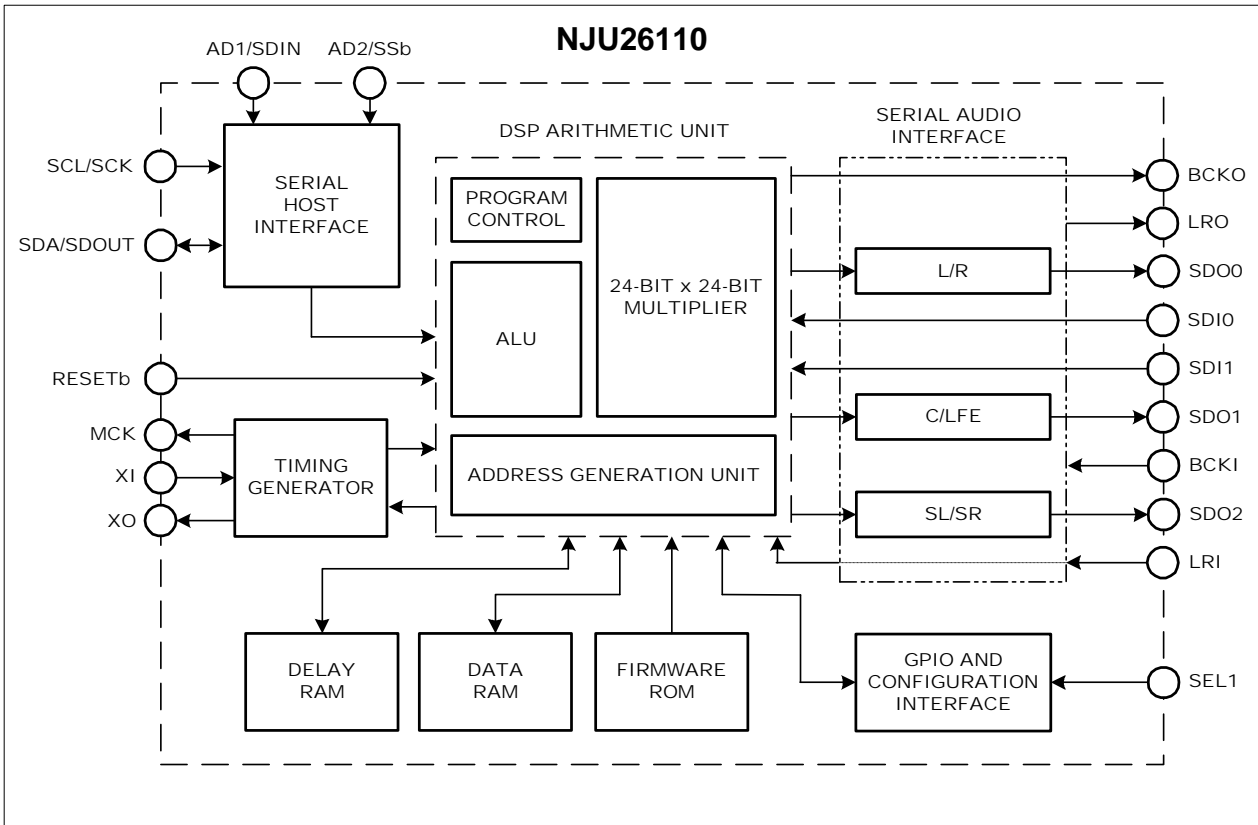 NJU26110
AD1/SDIN
AD2/SSb
SCL/SCK
SDA/SDOUT
SERIAL
HOST
INTERFACE
RESETb
MCK
XI
XO
TIMING
GENERATOR
DSP ARITHMETIC UNIT
PROGRAM
CONTROL
ALU
24-BIT x 24-BIT
MULTIPLIER
ADDRESS GENERATION UNIT
SERIAL AUDIO
INTERFACE
L/R
C/LFE
SL/SR
BCKO
LRO
SDO0
SDI0
SDI1
SDO1
BCKI
SDO2
LRI
DELAY
RAM
DATA
RAM
FIRMWARE
ROM
GPIO AND
CONFIGURATION
INTERFACE
SEL1